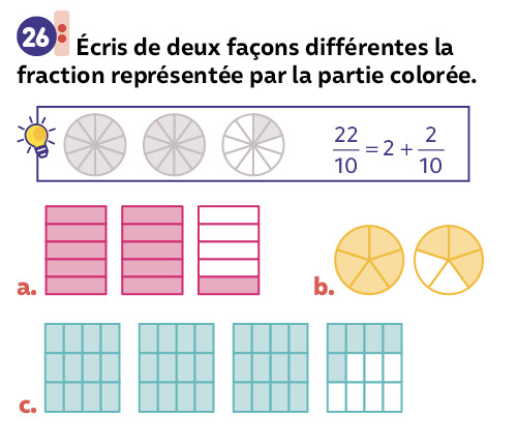 26 Écris de deux façons différentes la
fraction représentée par la partie colorée.
22/10 = 2 + 2/10
a.
b.
c.